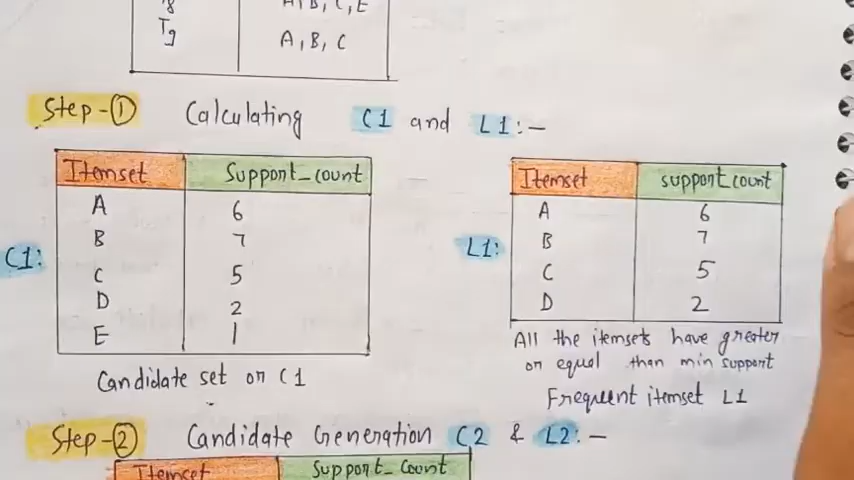 T8 A, B, C, E
T9 A, B, C
Step-① Calculating C1 and L1:-
Itemset Support_count
A 6
B 7
C 5
D 2
E 1
C1:
Candidate set or C1
Itemset support_count
A 6
B 7
C 5
D 2
L1:
All the itemsets have greater
or equal than min support
Frequent itemset L1
Step-② Candidate Generation C2 & L2:-
Itemset Support_Count